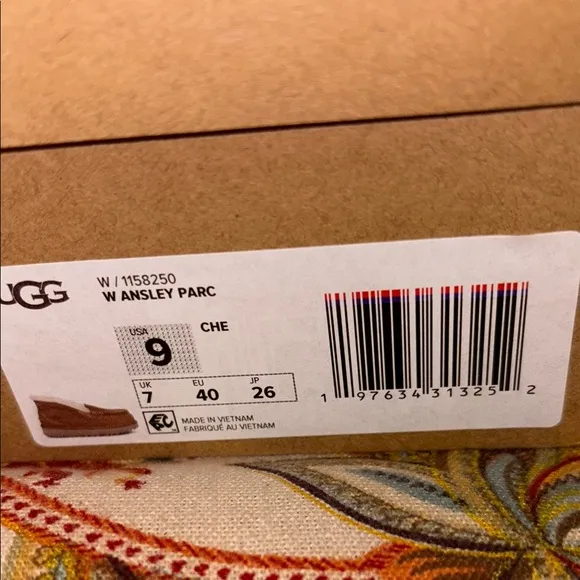 UGG
W / 1158250
W ANSLEY PARC
USA
9
CHE
UK EU JP
7 40 26
MADE IN VIETNAM
FABRIQUÉ AU VIETNAM
1 97634 31325 2